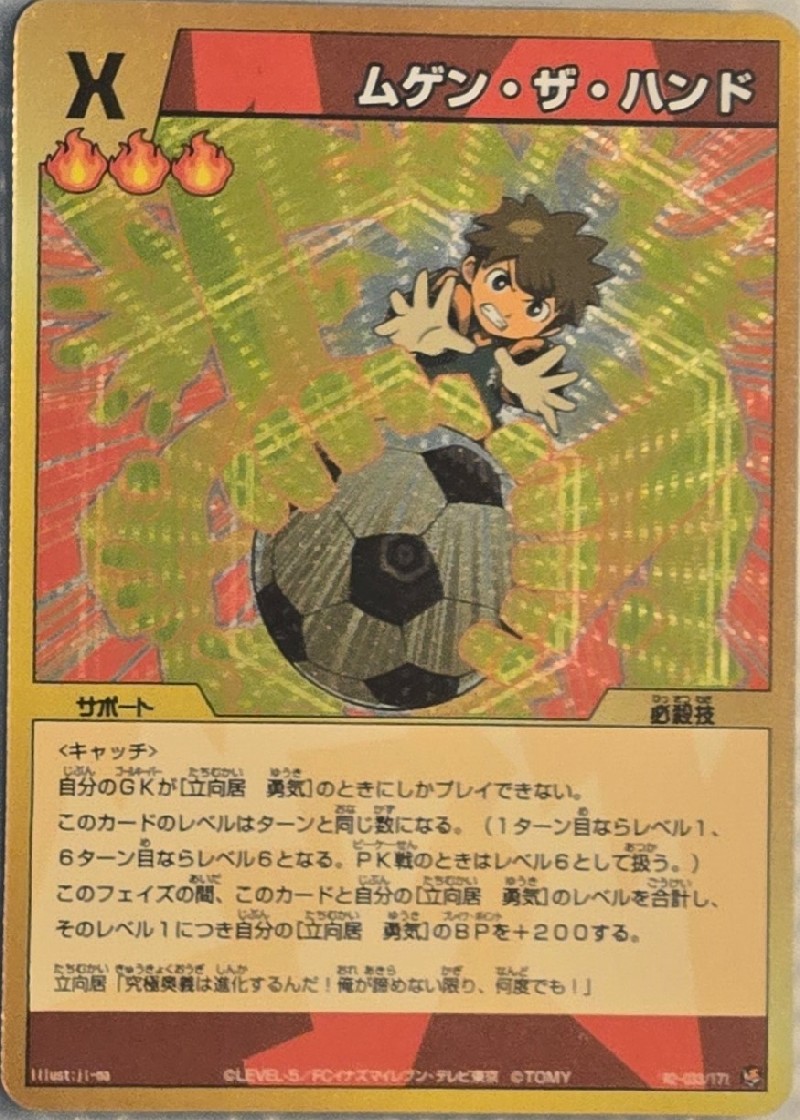 X
ムゲン・ザ・ハンド
サポート
必殺技
<キャッチ>
自分のGKが[立向居 勇気]のときにしかプレイできない。
このカードのレベルはターンと同じ数になる。(1ターン目ならレベル1、
6ターン目ならレベル6となる。PK戦のときはレベル6として扱う。)
このフェイズの間、このカードと自分の[立向居 勇気]のレベルを合計し、
そのレベル1につき自分の[立向居 勇気]のBPを+200する。
立向居「究極奥義は進化するんだ!俺が諦めない限り、何度でも!」
©LEVEL-5/FCイナズマイレブン・テレビ東京 ©TOMY